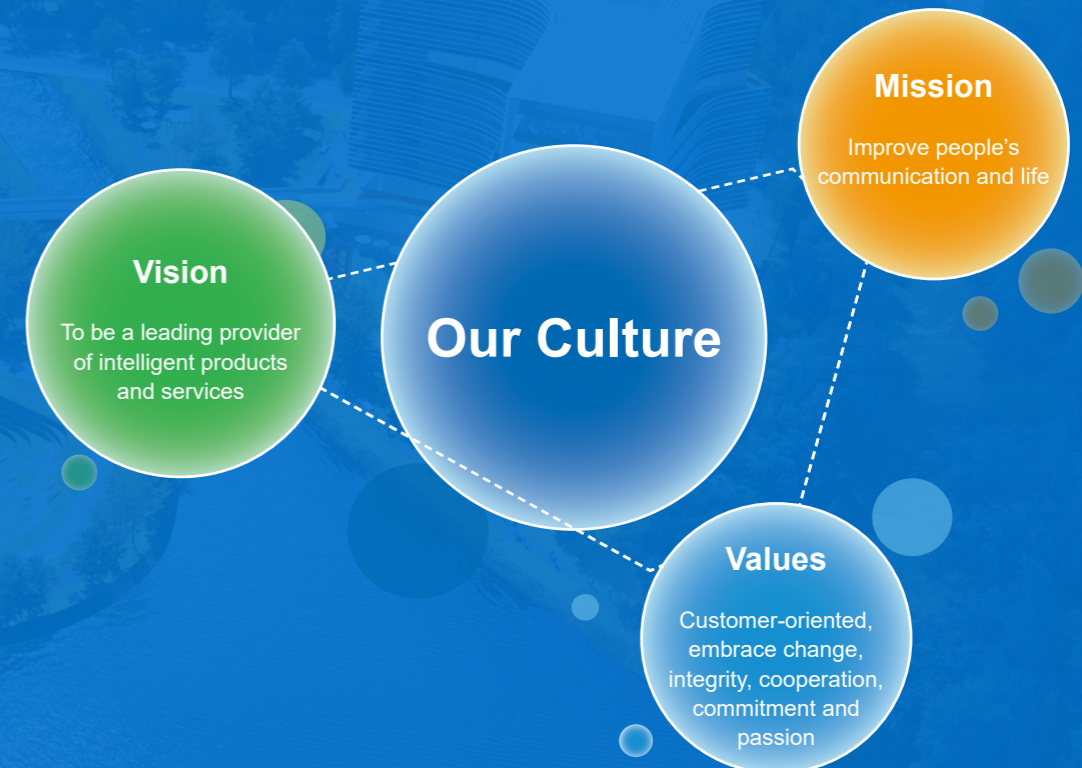 Our Culture
Vision
To be a leading provider
of intelligent products
and services
Mission
Improve people's
communication and life
Values
Customer-oriented,
embrace change,
integrity, cooperation,
commitment and
passion